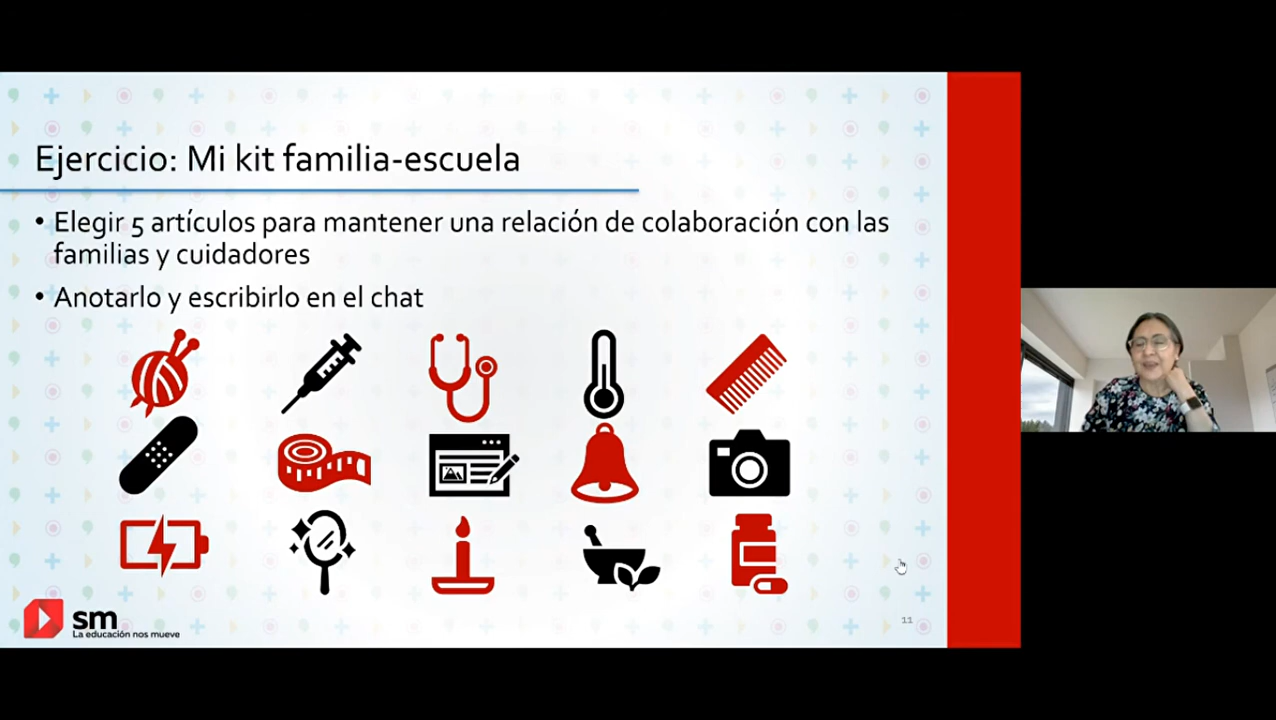 Ejercicio: Mi kit familia-escuela
• Elegir 5 artículos para mantener una relación de colaboración con las
familias y cuidadores
• Anotarlo y escribirlo en el chat
sm
La educación nos mueve
11